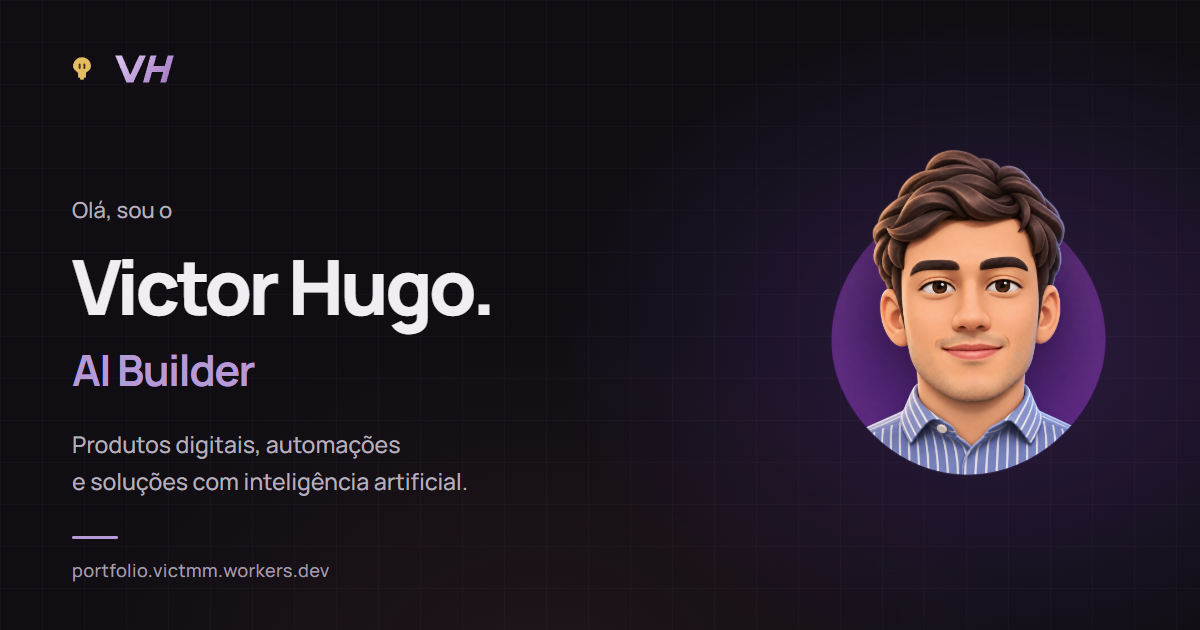 VH
Olá, sou o
Victor Hugo.
AI Builder
Produtos digitais, automações
e soluções com inteligência artificial.
portfolio.victmm.workers.dev